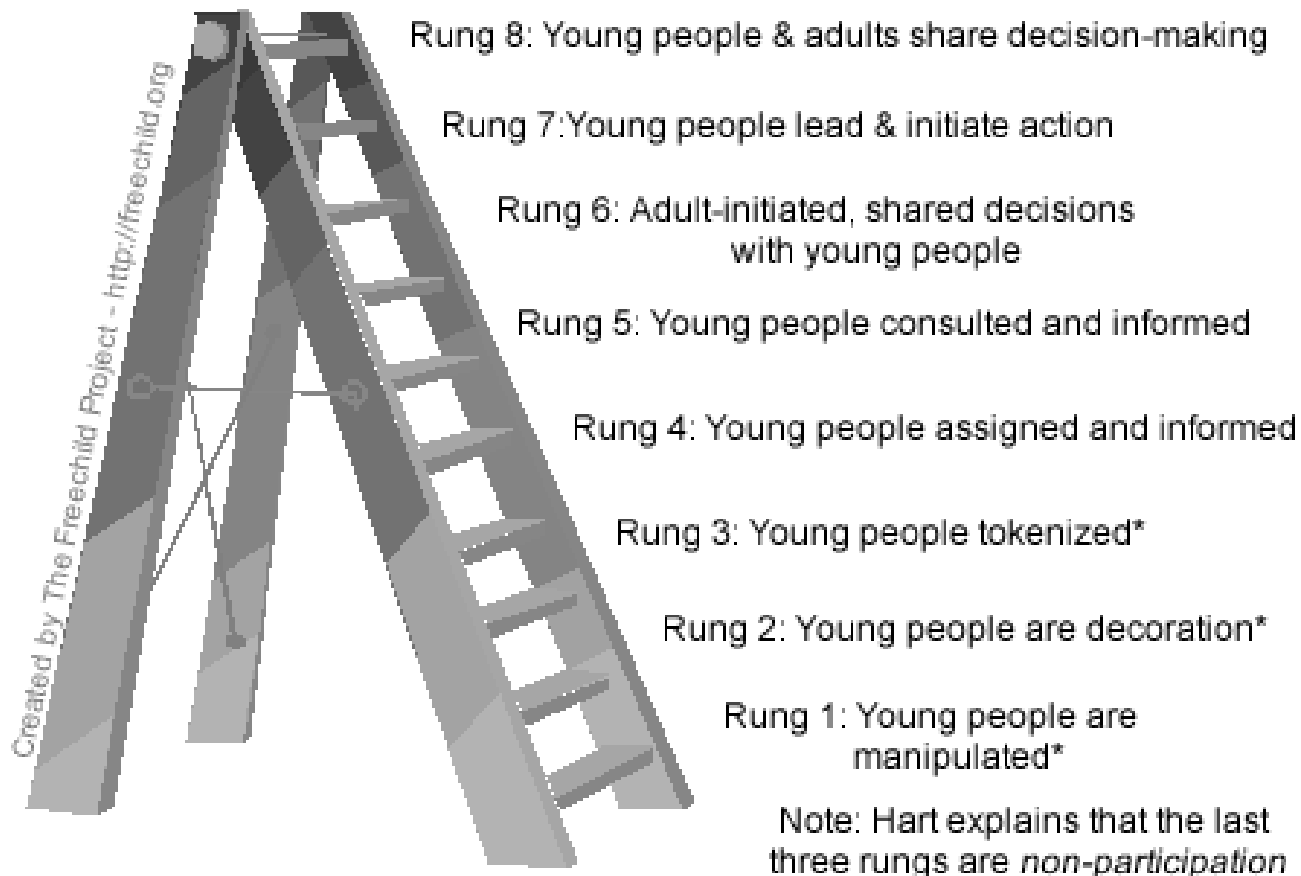 Rung 8: Young people & adults share decision-making
Rung 7:Young people lead & initiate action
Rung 6: Adult-initiated, shared decisions
with young people
Rung 5: Young people consulted and informed
Rung 4: Young people assigned and informed
Rung 3: Young people tokenized*
Rung 2: Young people are decoration*
Rung 1: Young people are
manipulated*
Note: Hart explains that the last
three rungs are non-participation
Created by The Freechild Project - http://freechild.org